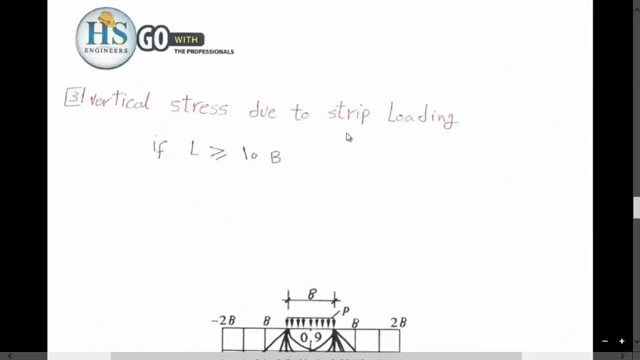 HS
ENGINEERS
GO WITH
THE PROFESSIONALS
3 vertical stress due to strip Loading
if L ≥ 10 B
B
P
-2B B B 2B
0,9